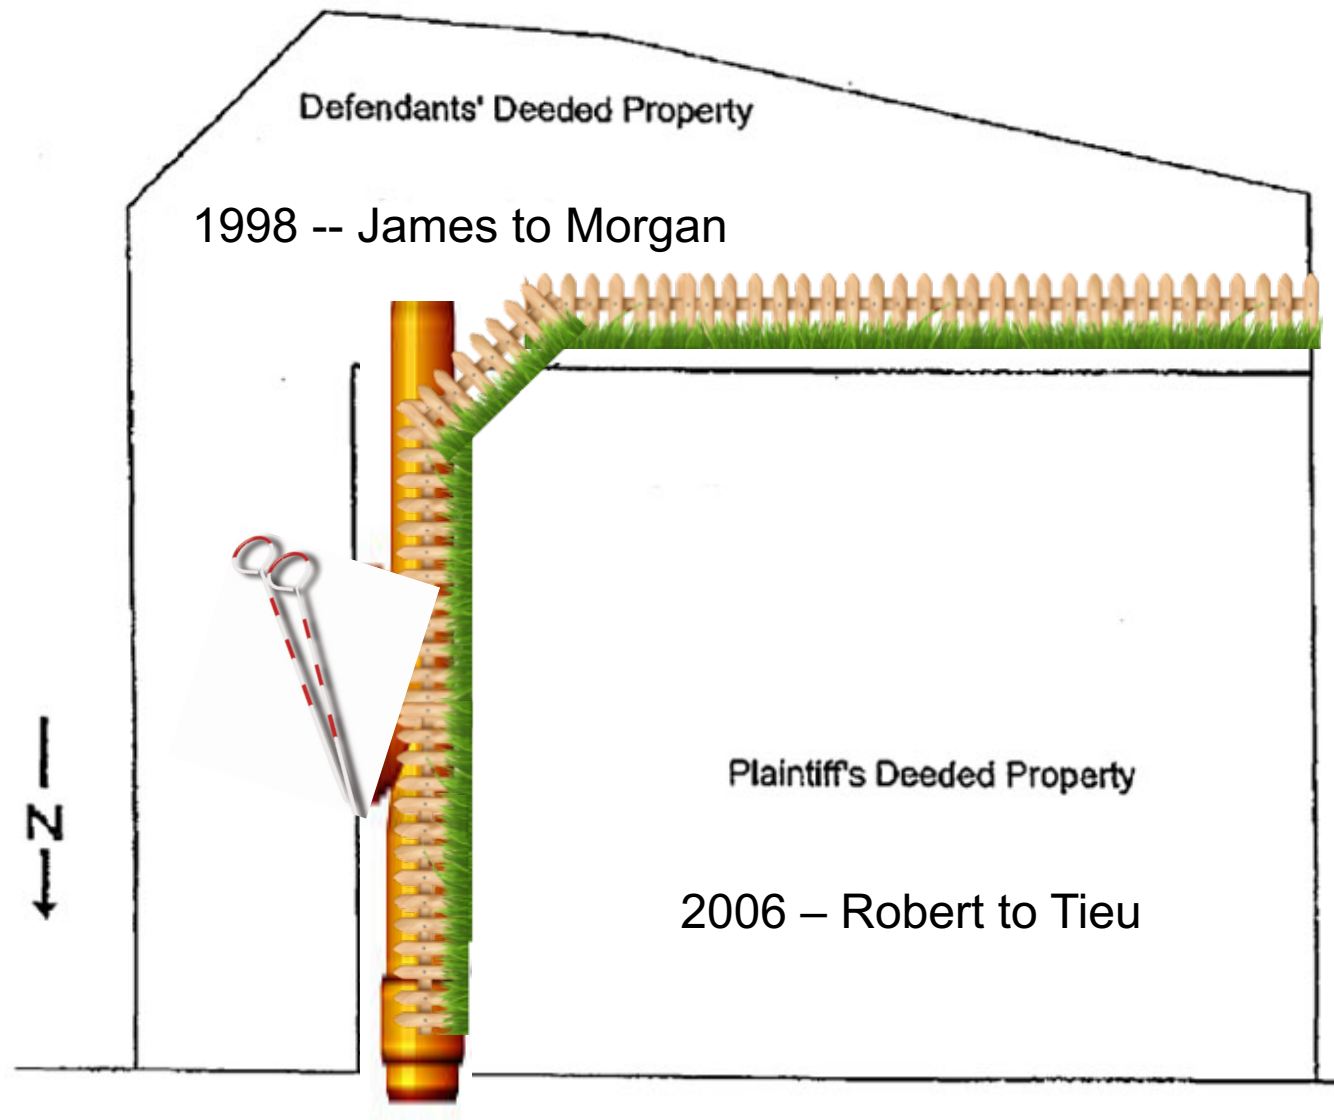 Defendants' Deeded Property
1998 -- James to Morgan
Plaintiff's Deeded Property
N
2006 – Robert to Tieu